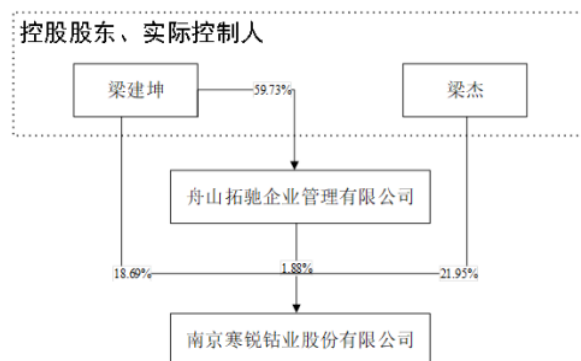 控股股东、实际控制人
梁建坤
59.73%
梁杰
舟山拓驰企业管理有限公司
18.69%
1.88%
21.95%
南京寒锐钴业股份有限公司